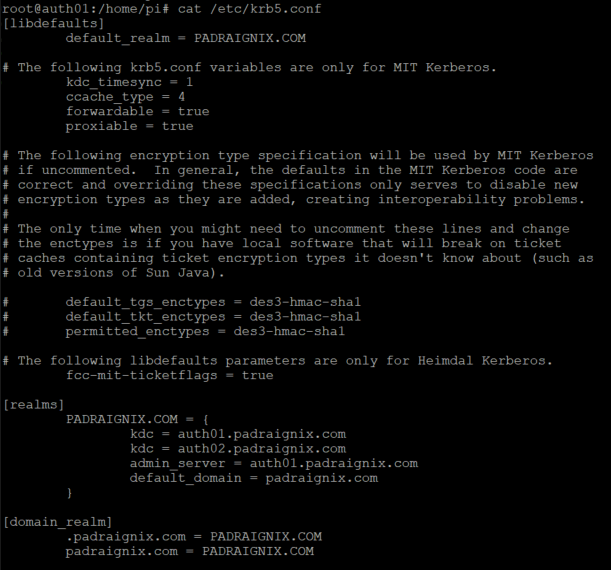 root@auth01:/home/pi# cat /etc/krb5.conf
[libdefaults]
        default_realm = PADRAIGNIX.COM

# The following krb5.conf variables are only for MIT Kerberos.
        kdc_timesync = 1
        ccache_type = 4
        forwardable = true
        proxiable = true

# The following encryption type specification will be used by MIT Kerberos
# if uncommented.  In general, the defaults in the MIT Kerberos code are
# correct and overriding these specifications only serves to disable new
# encryption types as they are added, creating interoperability problems.
#
# The only time when you might need to uncomment these lines and change
# the enctypes is if you have local software that will break on ticket
# caches containing ticket encryption types it doesn't know about (such as
# old versions of Sun Java).

#       default_tgs_enctypes = des3-hmac-sha1
#       default_tkt_enctypes = des3-hmac-sha1
#       permitted_enctypes = des3-hmac-sha1

# The following libdefaults parameters are only for Heimdal Kerberos.
        fcc-mit-ticketflags = true

[realms]
        PADRAIGNIX.COM = {
                kdc = auth01.padraignix.com
                kdc = auth02.padraignix.com
                admin_server = auth01.padraignix.com
                default_domain = padraignix.com
        }

[domain_realm]
        .padraignix.com = PADRAIGNIX.COM
        padraignix.com = PADRAIGNIX.COM